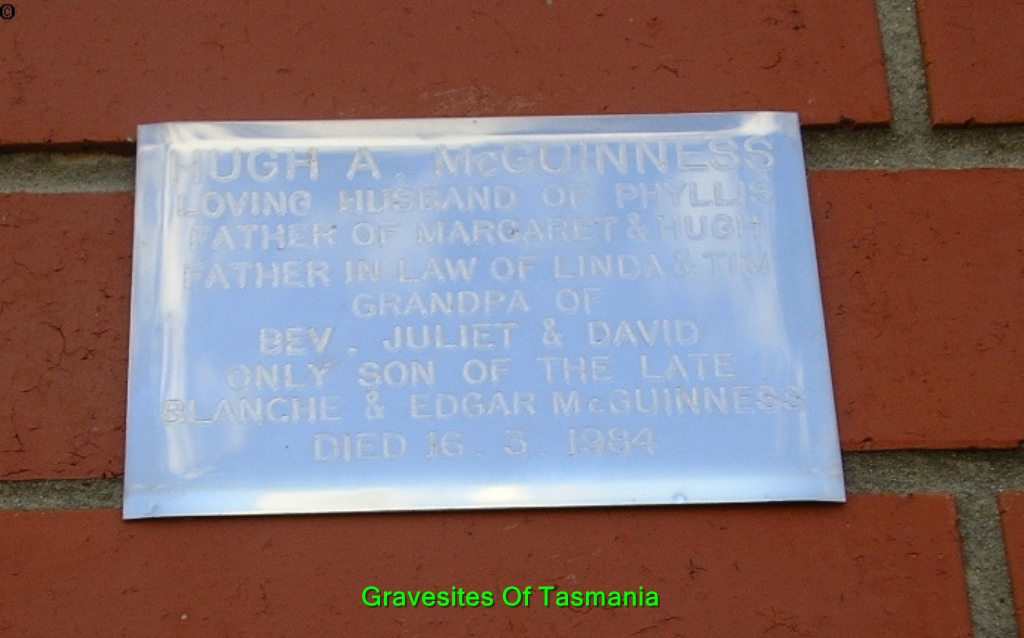 ©
HUGH A. McGUINNESS
LOVING HUSBAND OF PHYLLIS
FATHER OF MARGARET & HUGH
FATHER IN LAW OF LINDA & TIM
GRANDPA OF
BEV. JULIET & DAVID
ONLY SON OF THE LATE
BLANCHE & EDGAR McGUINNESS
DIED 16. 3. 1984
Gravesites Of Tasmania